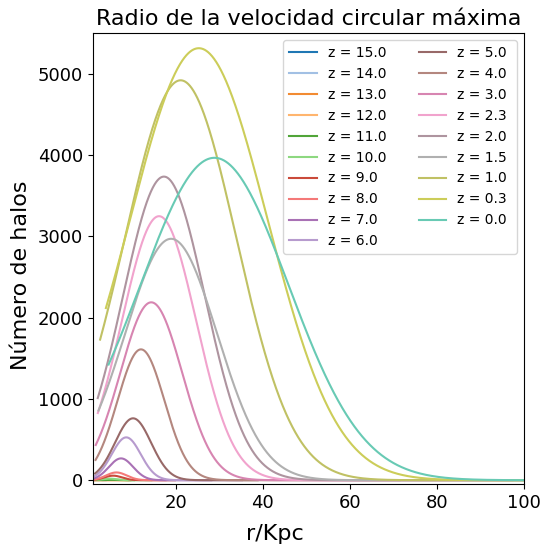 Radio de la velocidad circular máxima
Número de halos
5000
4000
3000
2000
1000
0
20
40
60
80
100
r/Kpc
z = 15.0
z = 14.0
z = 13.0
z = 12.0
z = 11.0
z = 10.0
z = 9.0
z = 8.0
z = 7.0
z = 6.0
z = 5.0
z = 4.0
z = 3.0
z = 2.3
z = 2.0
z = 1.5
z = 1.0
z = 0.3
z = 0.0